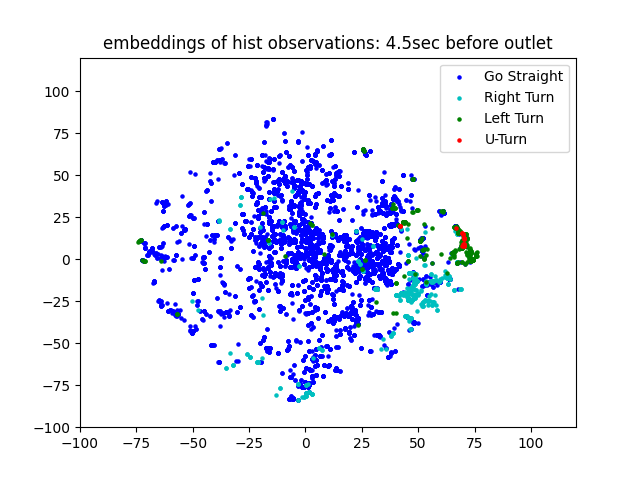 embeddings of hist observations: 4.5sec before outlet
Go Straight
Right Turn
Left Turn
U-Turn
100
75
50
25
0
−25
−50
−75
−100
−100 −75 −50 −25 0 25 50 75 100